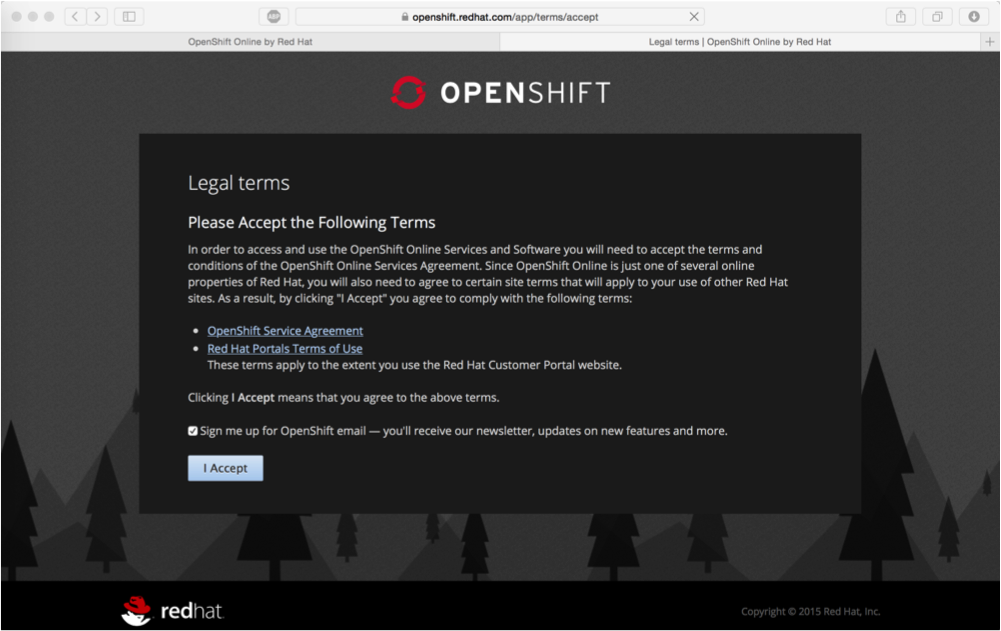 ABP
openshift.redhat.com/app/terms/accept
OpenShift Online by Red Hat
Legal terms | OpenShift Online by Red Hat
OPENSHIFT
Legal terms
Please Accept the Following Terms
In order to access and use the OpenShift Online Services and Software you will need to accept the terms and
conditions of the OpenShift Online Services Agreement. Since OpenShift Online is just one of several online
properties of Red Hat, you will also need to agree to certain site terms that will apply to your use of other Red Hat
sites. As a result, by clicking "I Accept" you agree to comply with the following terms:
• OpenShift Service Agreement
• Red Hat Portals Terms of Use
These terms apply to the extent you use the Red Hat Customer Portal website.
Clicking I Accept means that you agree to the above terms.
Sign me up for OpenShift email — you'll receive our newsletter, updates on new features and more.
I Accept
redhat.
Copyright © 2015 Red Hat, Inc.